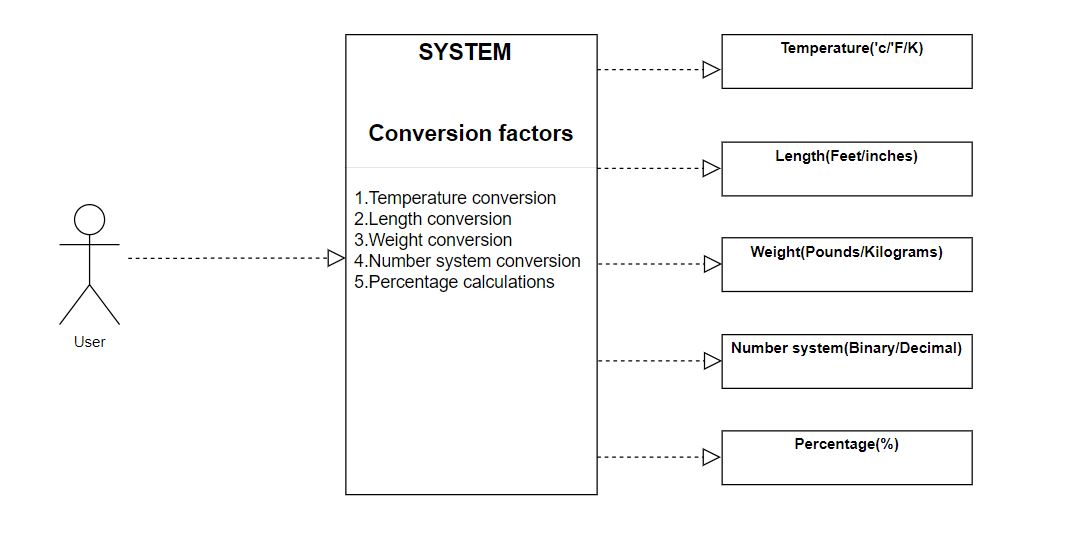 SYSTEM
Conversion factors
1.Temperature conversion
2.Length conversion
3.Weight conversion
4.Number system conversion
5.Percentage calculations
User
Temperature('c/'F/K)
Length(Feet/inches)
Weight(Pounds/Kilograms)
Number system(Binary/Decimal)
Percentage(%)